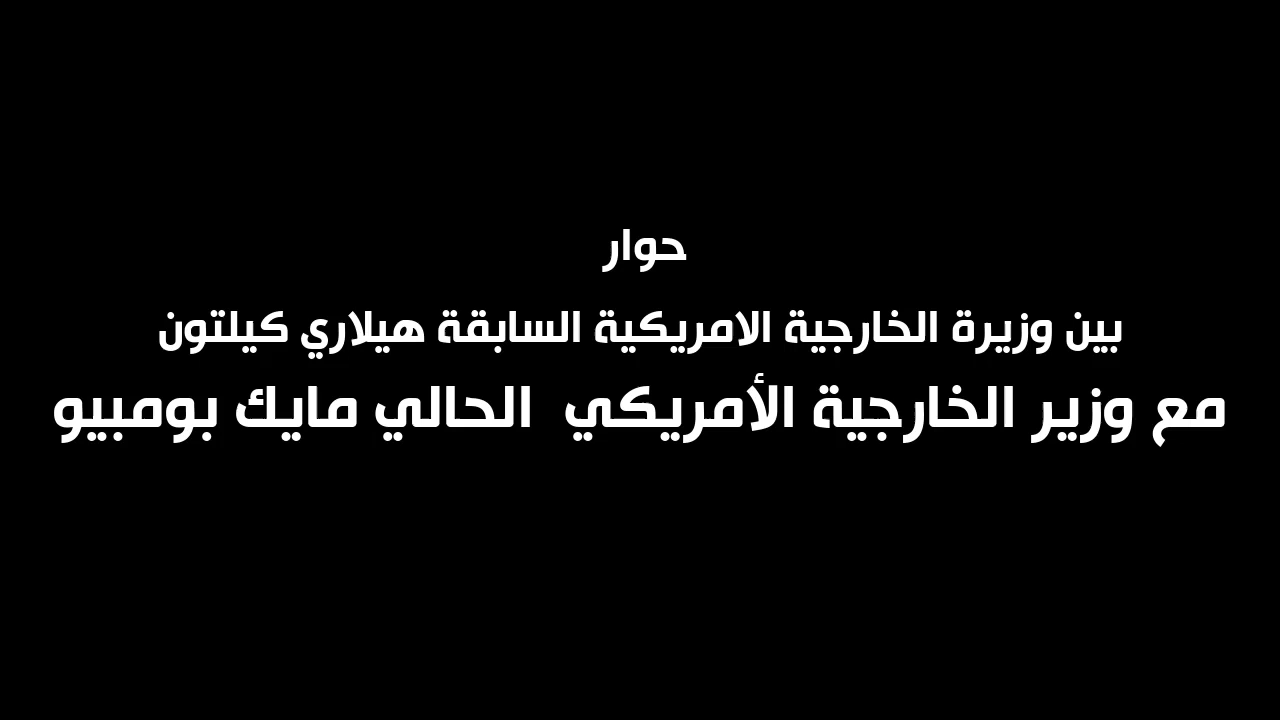 حوار
بين وزيرة الخارجية الامريكية السابقة هيلاري كيلتون
مع وزير الخارجية الأمريكي الحالي مايك بومبيو